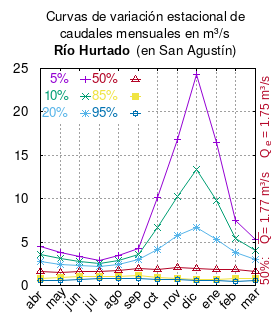 Curvas de variación estacional de
caudales mensuales en m³/s
Río Hurtado (en San Agustín)
25
20
15
10
5
0
5% 50%
10% 85%
20% 95%
abr
may
jun
jul
ago
sep
oct
nov
dic
ene
feb
mar
50%: Q= 1.77 m³/s Q e = 1.75 m³/s